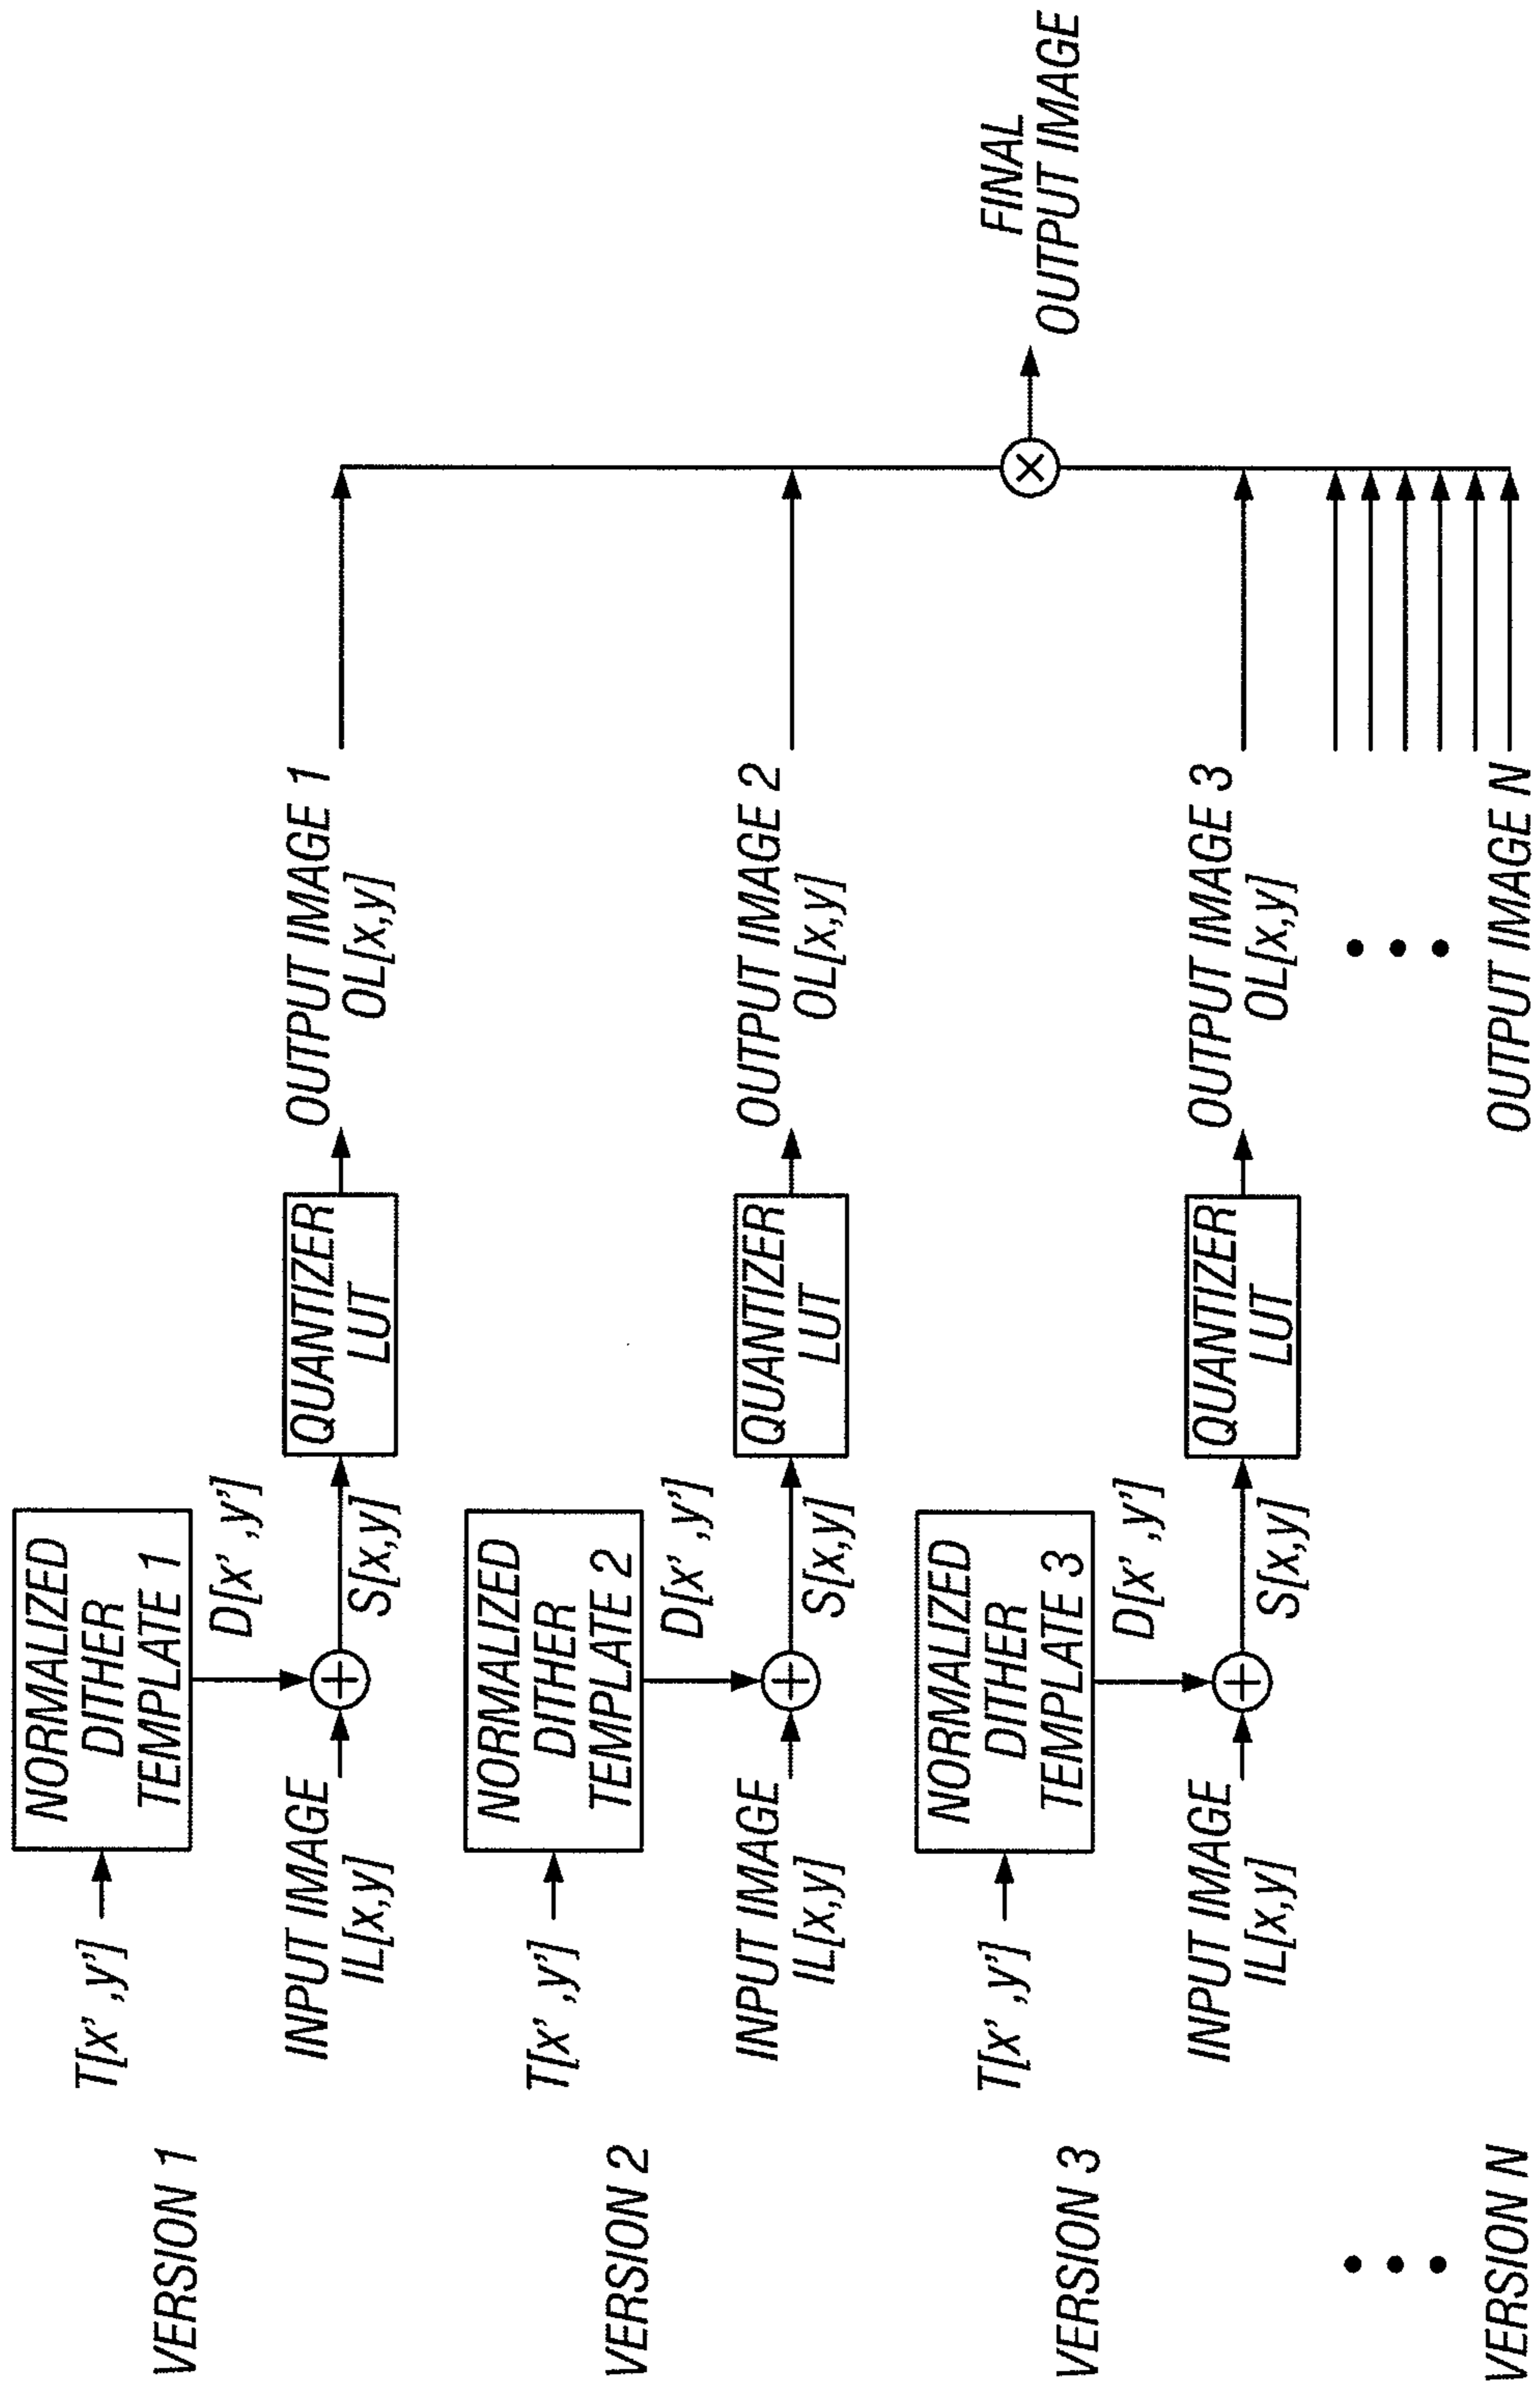 VERSION 1
T[x',y']
NORMALIZED
DITHER
TEMPLATE 1
D[x',y']
INPUT IMAGE
IL[x,y]
+
S[x,y]
QUANTIZER
LUT
OUTPUT IMAGE 1
OL[x,y]
VERSION 2
T[x',y']
NORMALIZED
DITHER
TEMPLATE 2
D[x',y']
INPUT IMAGE
IL[x,y]
+
S[x,y]
QUANTIZER
LUT
OUTPUT IMAGE 2
OL[x,y]
×
FINAL
OUTPUT IMAGE
VERSION 3
T[x',y']
NORMALIZED
DITHER
TEMPLATE 3
D[x',y']
INPUT IMAGE
IL[x,y]
+
S[x,y]
QUANTIZER
LUT
OUTPUT IMAGE 3
OL[x,y]
VERSION N
OUTPUT IMAGE N